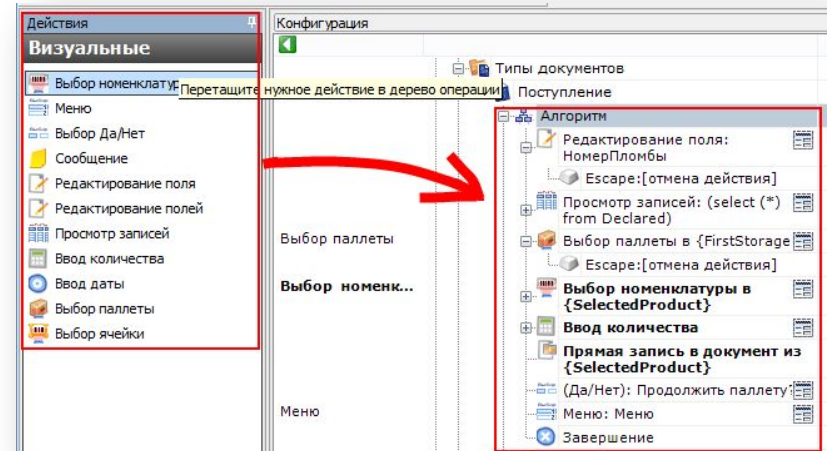 Действия
Визуальные
Выбор номенклатур
Перетащите нужное действие в дерево операции
Меню
Выбор Да/Нет
Сообщение
Редактирование поля
Редактирование полей
Просмотр записей
Ввод количества
Ввод даты
Выбор паллеты
Выбор ячейки
Конфигурация
Типы документов
Поступление
Алгоритм
Редактирование поля:
НомерПломбы
Escape:[отмена действия]
Просмотр записей: (select (*)
from Declared)
Выбор паллеты
Выбор паллеты в {FirstStorage
Escape:[отмена действия]
Выбор номенк...
Выбор номенклатуры в
{SelectedProduct}
Ввод количества
Прямая запись в документ из
{SelectedProduct}
(Да/Нет): Продолжить паллету?
Меню
Меню: Меню
Завершение